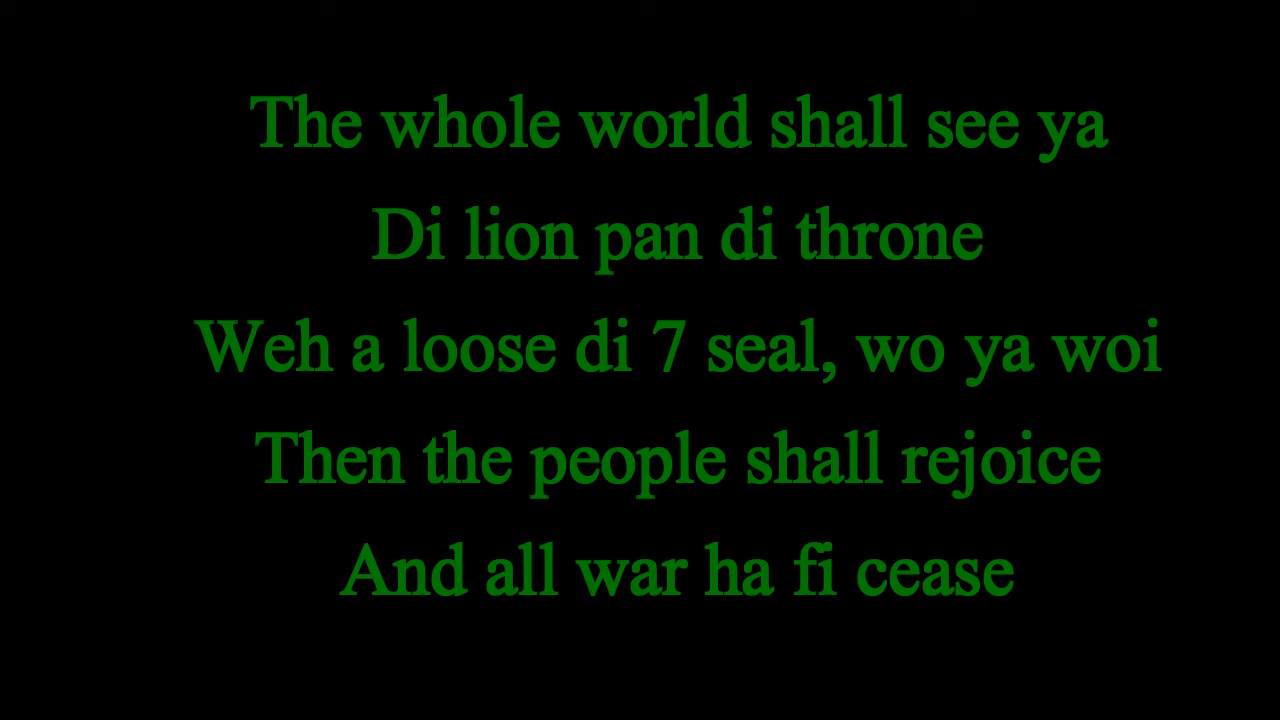 The whole world shall see ya
Di lion pan di throne
Weh a loose di 7 seal, wo ya woi
Then the people shall rejoice
And all war ha fi cease